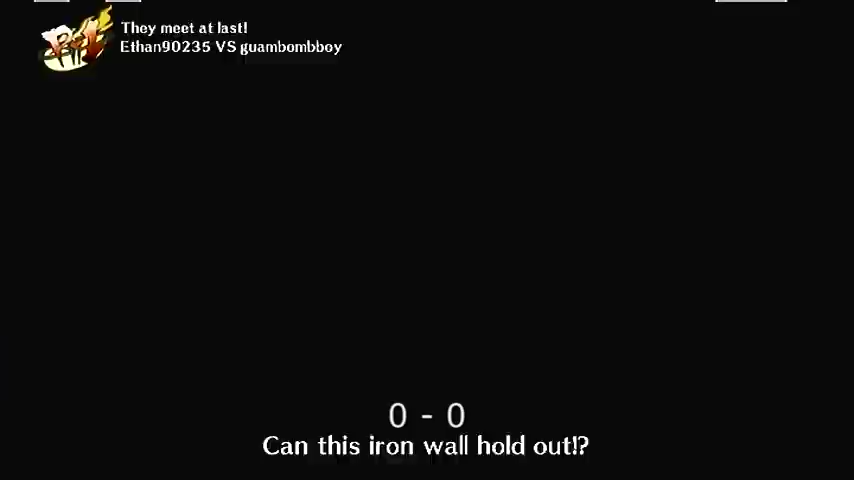 They meet at last!
Ethan90235 VS guambombboy
0 - 0
Can this iron wall hold out!?